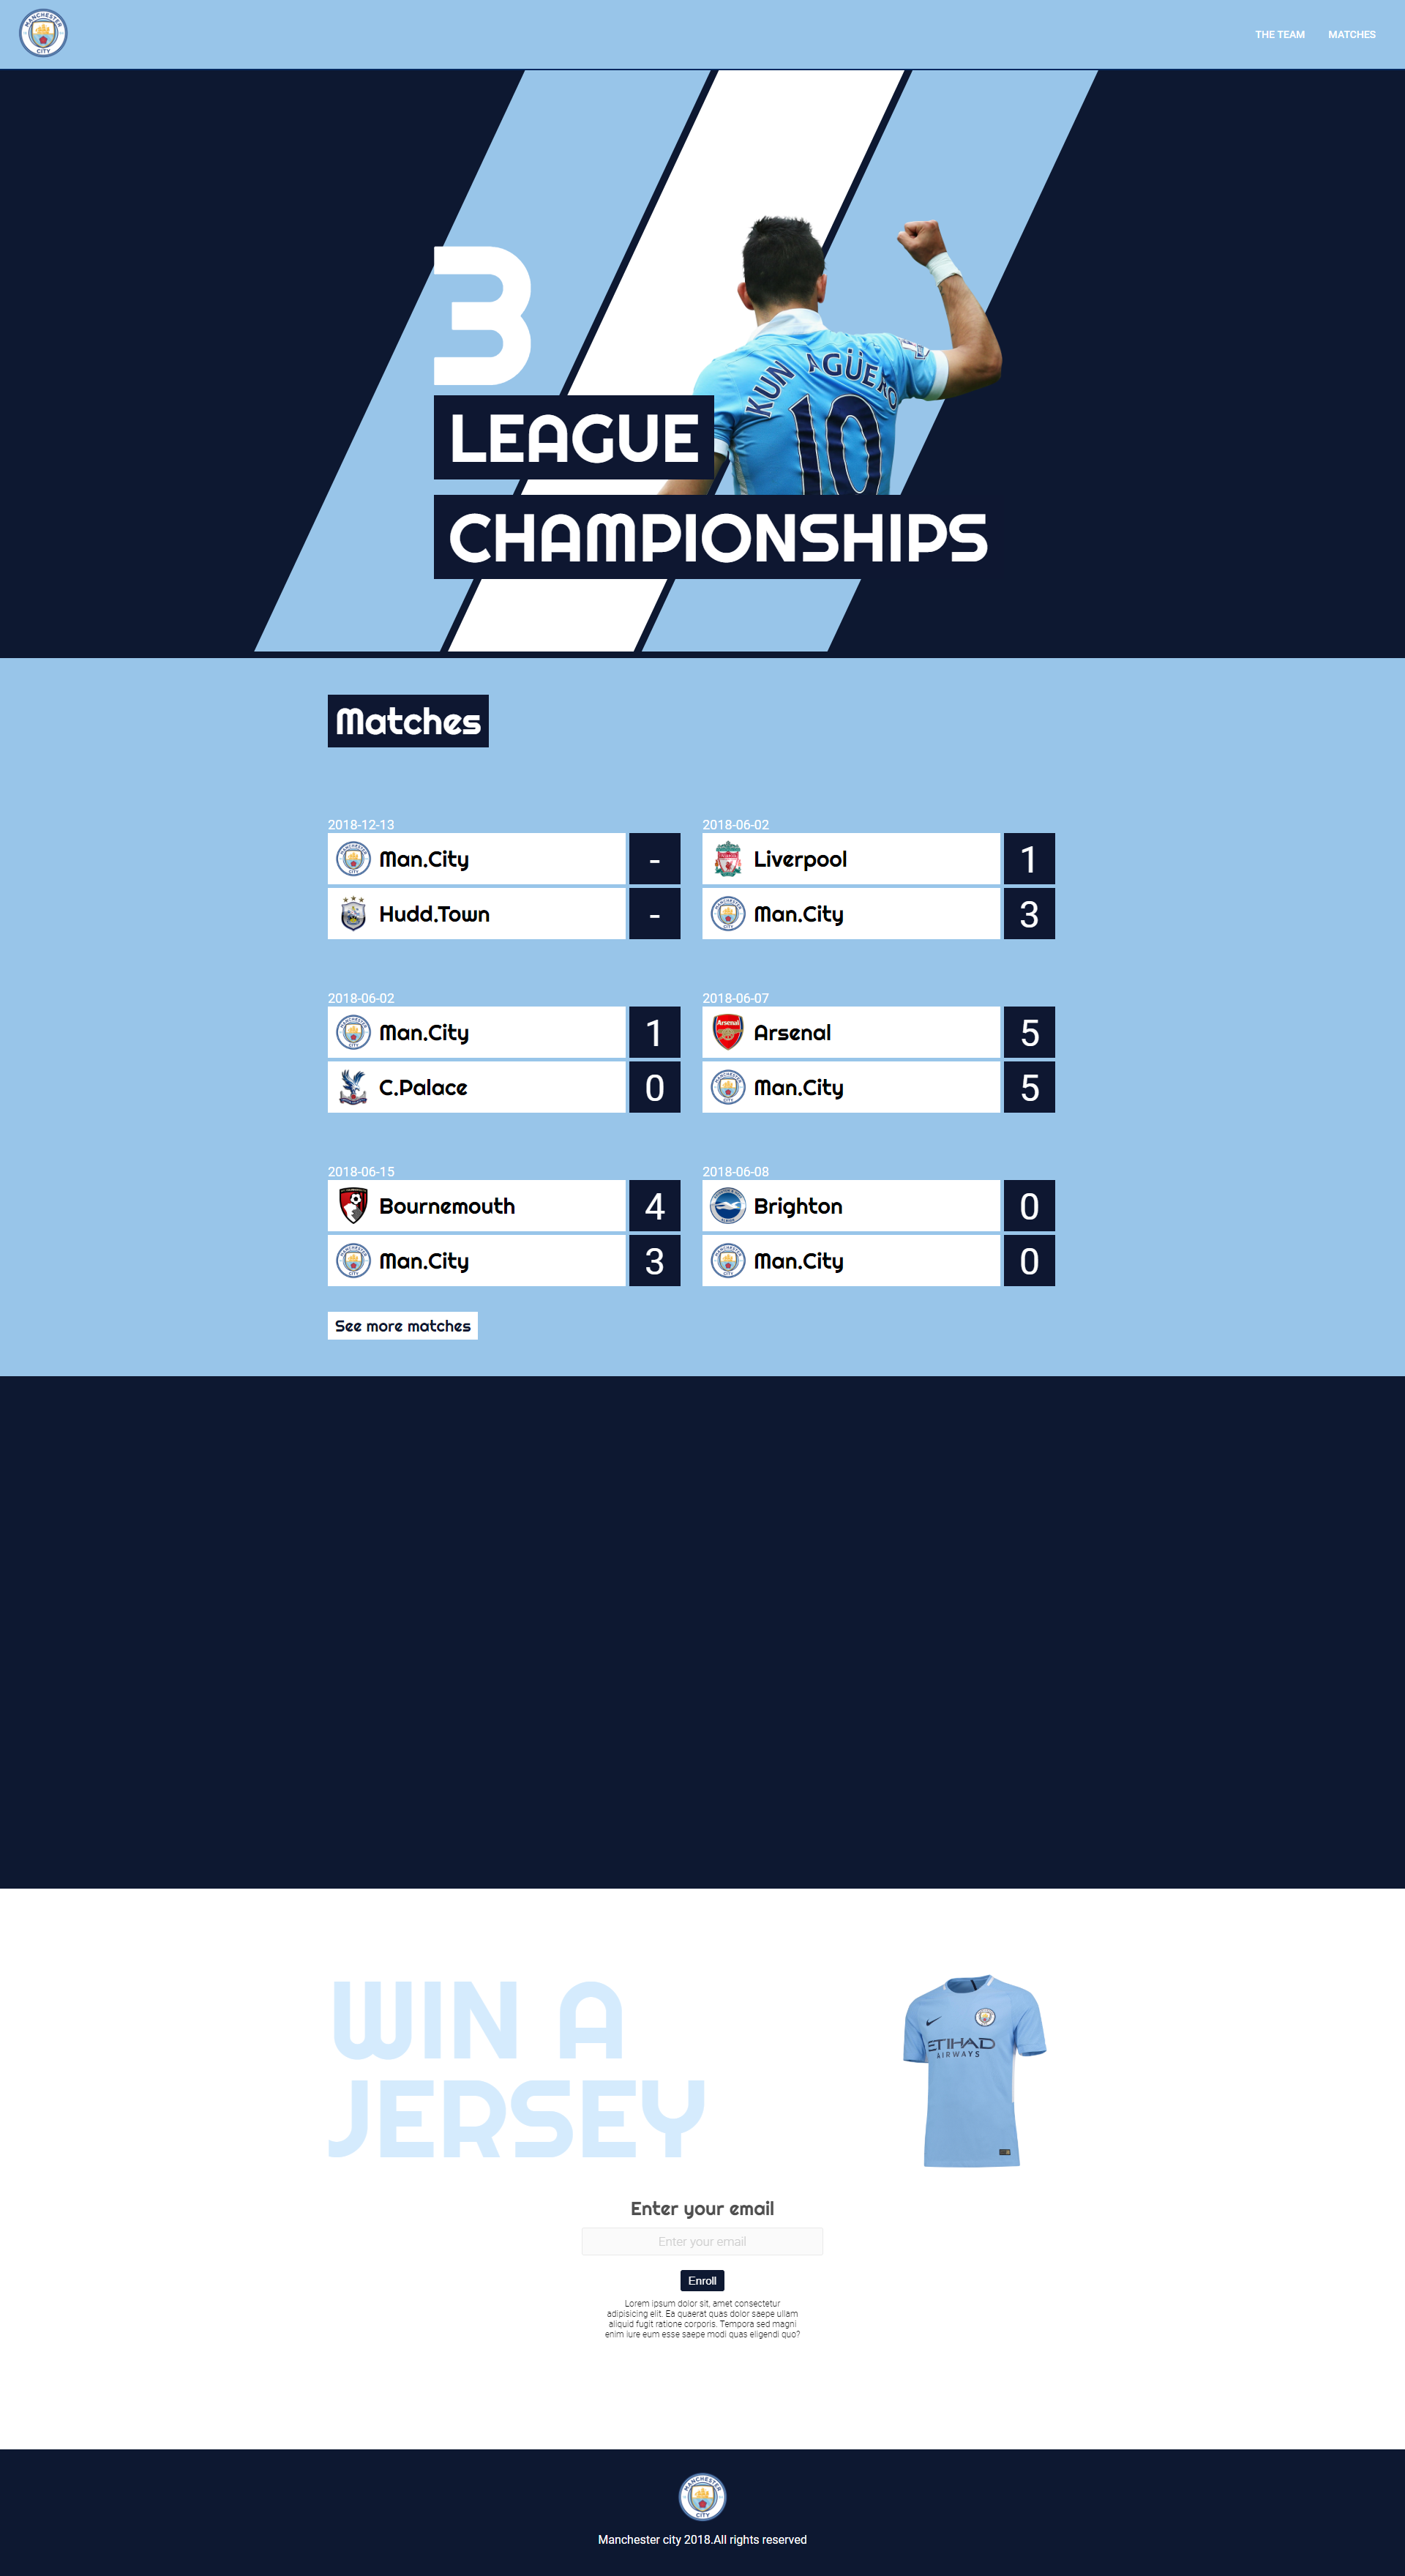 MANCHESTER
CITY
THE TEAM
MATCHES
3
KUN AGÜERO
10
LEAGUE
CHAMPIONSHIPS
Matches
2018-12-13
Man.City -
Hudd.Town -
2018-06-02
Liverpool 1
Man.City 3
2018-06-02
Man.City 1
C.Palace 0
2018-06-07
Arsenal
Arsenal 5
Man.City 5
2018-06-15
Bournemouth 4
Man.City 3
2018-06-08
Brighton 0
Man.City 0
See more matches
WIN A
JERSEY
ETIHAD
AIRWAYS
Enter your email
Enter your email
Enroll
Lorem ipsum dolor sit, amet consectetur
adipisicing elit. Ea quaerat quas dolor saepe ullam
aliquid fugit ratione corporis. Tempora sed magni
enim iure eum esse saepe modi quas eligendi quo?
MANCHESTER
CITY
Manchester city 2018.All rights reserved